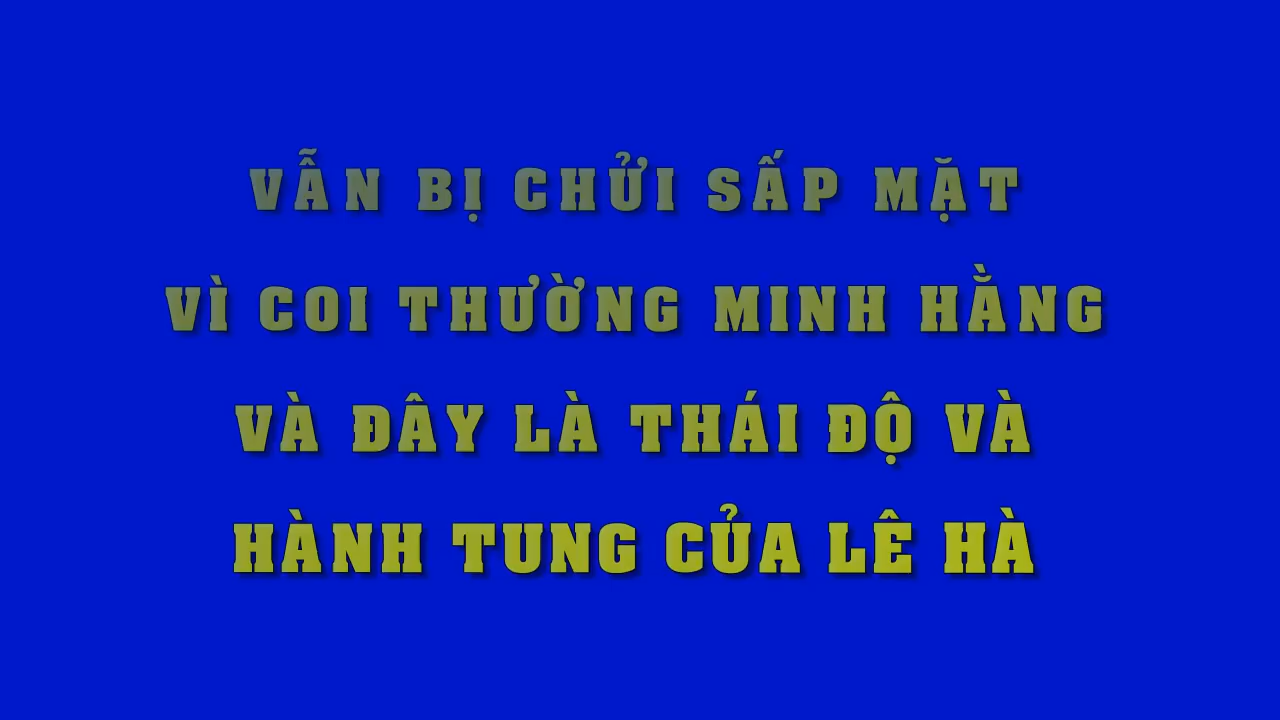 VẪN BỊ CHỬI SẤP MẶT
VÌ COI THƯỜNG MINH HẰNG
VÀ ĐÂY LÀ THÁI ĐỘ VÀ
HÀNH TUNG CỦA LÊ HÀ